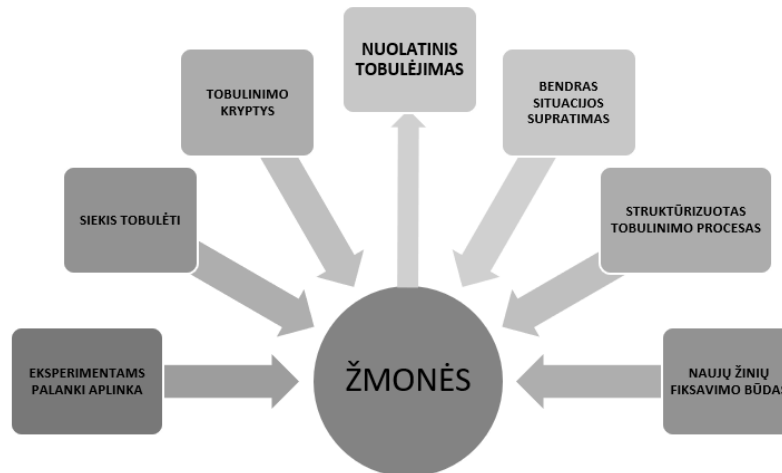 NUOLATINIS
TOBULĖJIMAS
TOBULINIMO
KRYPTYS
BENDRAS
SITUACIJOS
SUPRATIMAS
SIEKIS TOBULĖTI
STRUKTŪRIZUOTAS
TOBULINIMO PROCESAS
EKSPERIMENTAMS
PALANKI APLINKA
ŽMONĖS
NAUJŲ ŽINIŲ
FIKSAVIMO BŪDAS